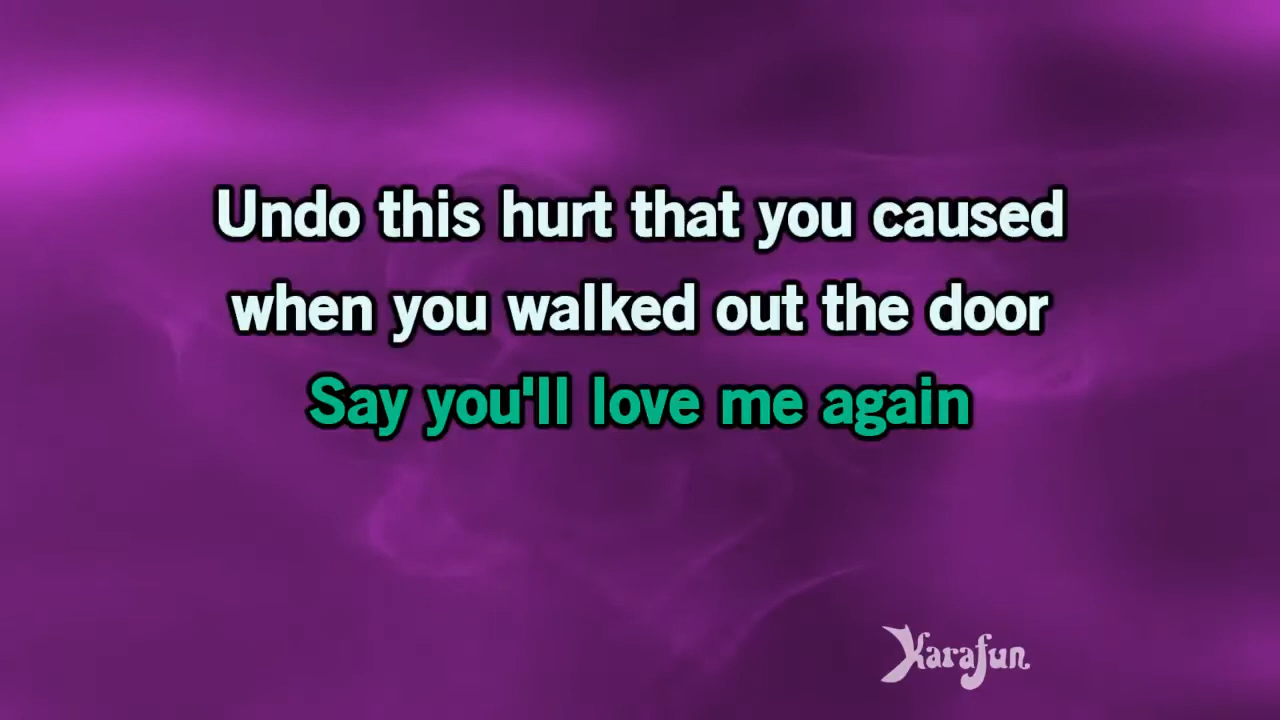 Undo this hurt that you caused
when you walked out the door
Say you'll love me again
Karafun